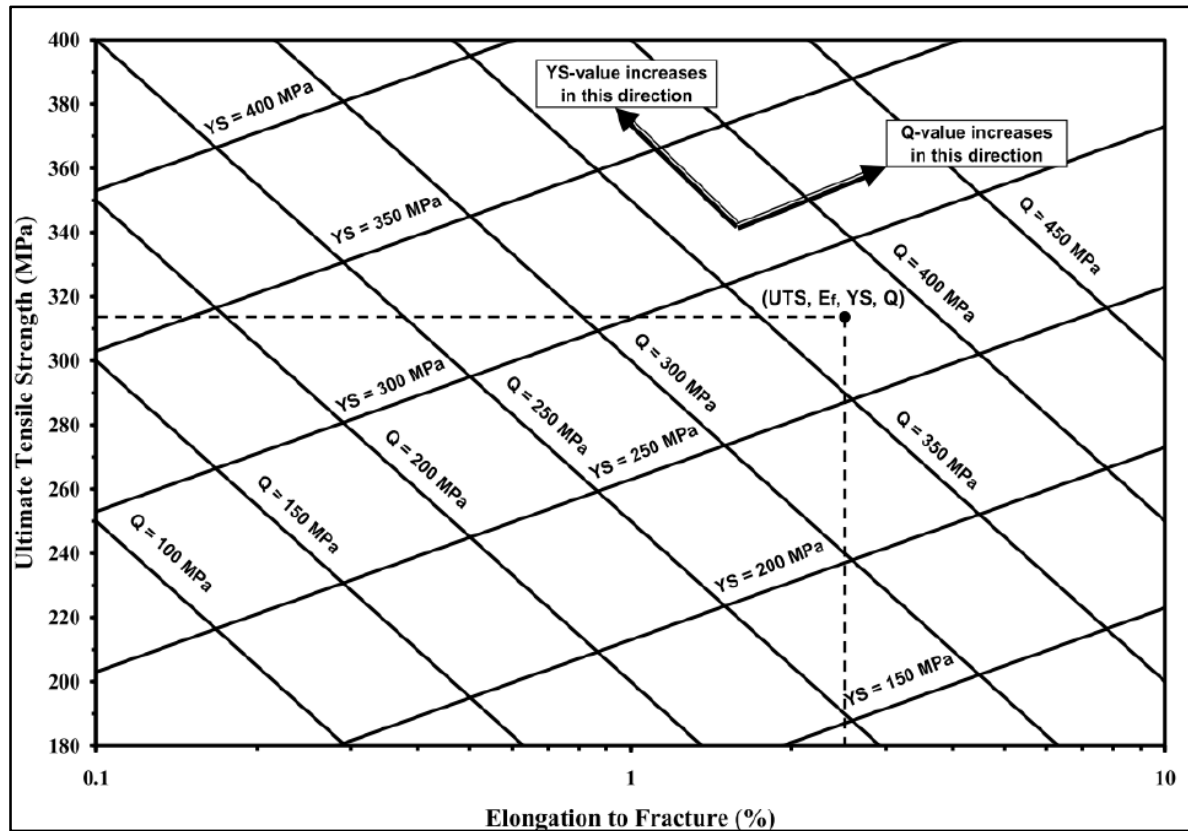 Ultimate Tensile Strength (MPa)
400
380
360
340
320
300
280
260
240
220
200
180
0.1
1
10
Elongation to Fracture (%)
YS-value increases
in this direction
Q-value increases
in this direction
YS = 400 MPa
YS = 350 MPa
YS = 300 MPa
YS = 250 MPa
YS = 200 MPa
YS = 150 MPa
Q = 100 MPa
Q = 150 MPa
Q = 200 MPa
Q = 250 MPa
Q = 300 MPa
Q = 350 MPa
Q = 400 MPa
Q = 450 MPa
(UTS, Ef, YS, Q)